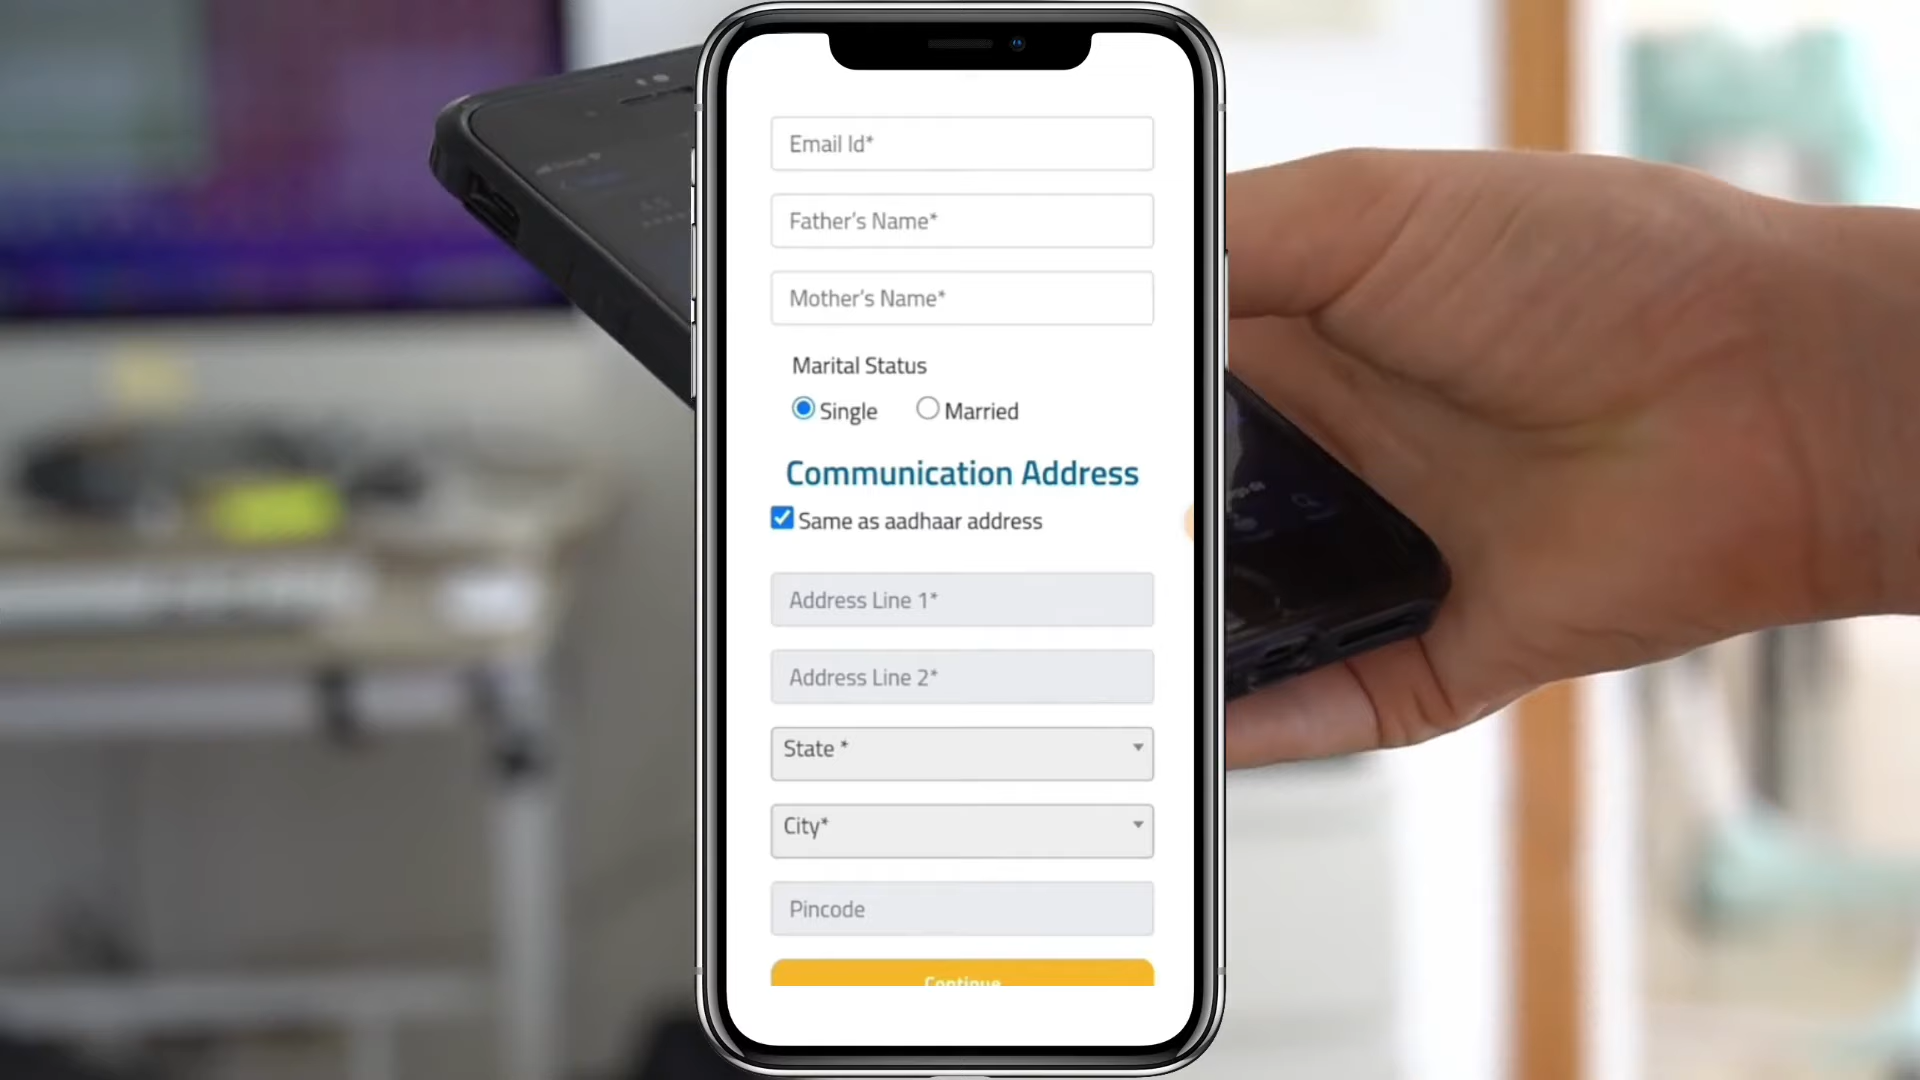 Email Id*
Father's Name*
Mother's Name*
Marital Status
Single Married
Communication Address
Same as aadhaar address
Address Line 1*
Address Line 2*
State *
City*
Pincode
Continue